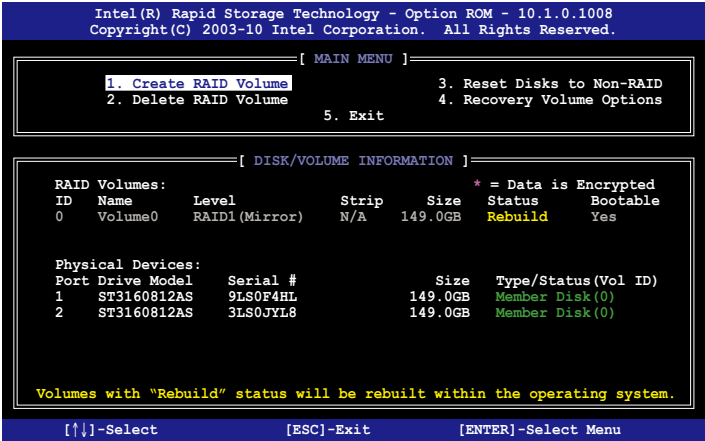 Intel(R) Rapid Storage Technology - Option ROM - 10.1.0.1008
Copyright(C) 2003-10 Intel Corporation. All Rights Reserved.
[ MAIN MENU ]
1. Create RAID Volume 3. Reset Disks to Non-RAID
2. Delete RAID Volume 4. Recovery Volume Options
5. Exit
[ DISK/VOLUME INFORMATION ]
RAID Volumes: * = Data is Encrypted
ID Name Level Strip Size Status Bootable
0 Volume0 RAID1(Mirror) N/A 149.0GB Rebuild Yes
Physical Devices:
Port Drive Model Serial # Size Type/Status(Vol ID)
1 ST3160812AS 9LS0F4HL 149.0GB Member Disk(0)
2 ST3160812AS 3LS0JYL8 149.0GB Member Disk(0)
Volumes with “Rebuild” status will be rebuilt within the operating system.
[↑↓]-Select [ESC]-Exit [ENTER]-Select Menu